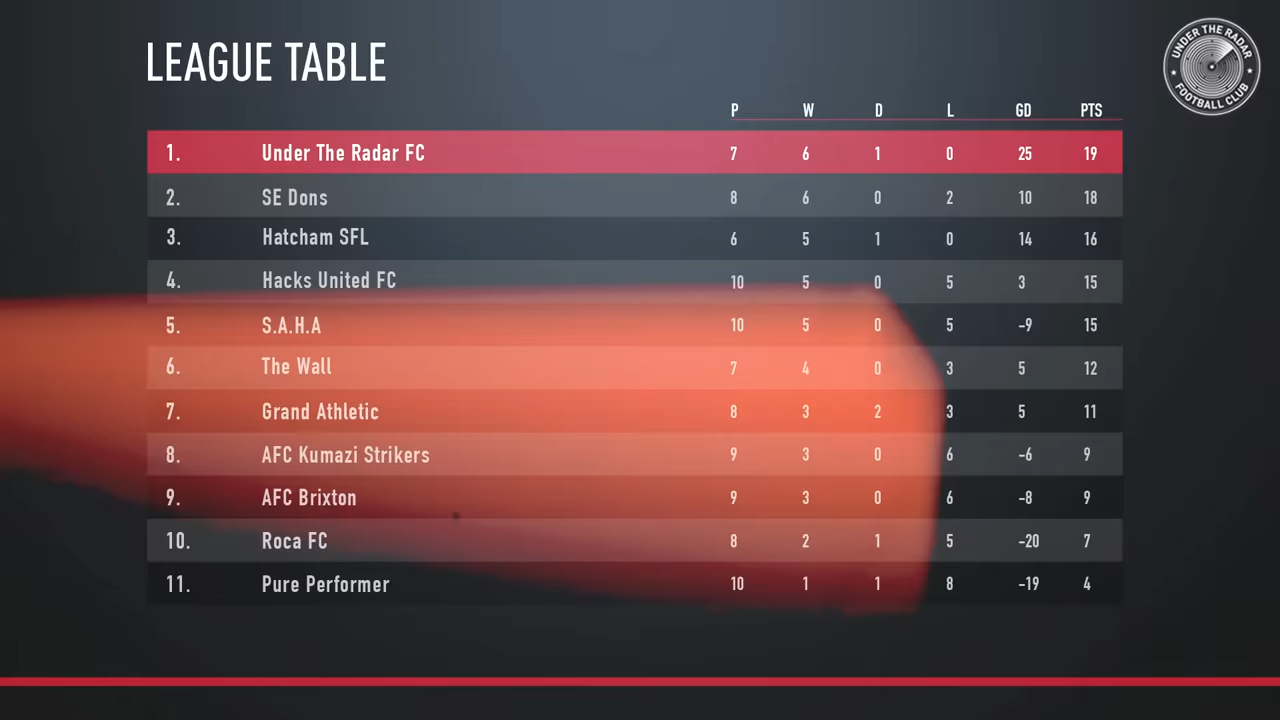 LEAGUE TABLE
UNDER THE RADAR
FOOTBALL CLUB
P W D L GD PTS
1. Under The Radar FC 7 6 1 0 25 19
2. SE Dons 8 6 0 2 10 18
3. Hatcham SFL 6 5 1 0 14 16
4. Hacks United FC 10 5 0 5 3 15
5. S.A.H.A 10 5 0 5 -9 15
6. The Wall 7 4 0 3 5 12
7. Grand Athletic 8 3 2 3 5 11
8. AFC Kumazi Strikers 9 3 0 6 -6 9
9. AFC Brixton 9 3 0 6 -8 9
10. Roca FC 8 2 1 5 -20 7
11. Pure Performer 10 1 1 8 -19 4